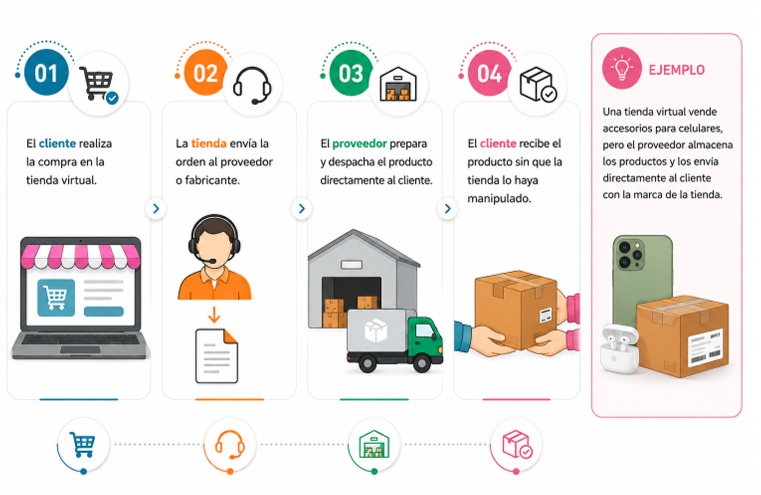 01
El cliente realiza
la compra en la
tienda virtual.
02
La tienda envía la
orden al proveedor
o fabricante.
03
El proveedor prepara
y despacha el producto
directamente al cliente.
04
El cliente recibe el
producto sin que la
tienda lo haya
manipulado.
EJEMPLO
Una tienda virtual vende
accesorios para celulares,
pero el proveedor almacena
los productos y los envía
directamente al cliente
con la marca de la tienda.